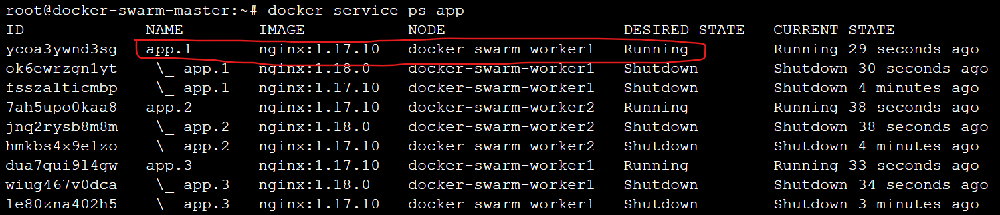 root@docker-swarm-master:~# docker service ps app
ID NAME IMAGE NODE DESIRED STATE CURRENT STATE
ycoa3ywnd3sg app.1 nginx:1.17.10 docker-swarm-worker1 Running Running 29 seconds ago
ok6ewrzgn1yt \_ app.1 nginx:1.18.0 docker-swarm-worker1 Shutdown Shutdown 30 seconds ago
fssza1ticmbp \_ app.1 nginx:1.17.10 docker-swarm-worker1 Shutdown Shutdown 4 minutes ago
7ah5upo0kaa8 app.2 nginx:1.17.10 docker-swarm-worker2 Running Running 38 seconds ago
jnq2rysb8m8m \_ app.2 nginx:1.18.0 docker-swarm-worker2 Shutdown Shutdown 38 seconds ago
hmkbs4x9e1zo \_ app.2 nginx:1.17.10 docker-swarm-worker2 Shutdown Shutdown 4 minutes ago
dua7qui9l4gw app.3 nginx:1.17.10 docker-swarm-worker1 Running Running 33 seconds ago
wiug467v0dca \_ app.3 nginx:1.18.0 docker-swarm-worker1 Shutdown Shutdown 34 seconds ago
le80zna402h5 \_ app.3 nginx:1.17.10 docker-swarm-worker1 Shutdown Shutdown 3 minutes ago